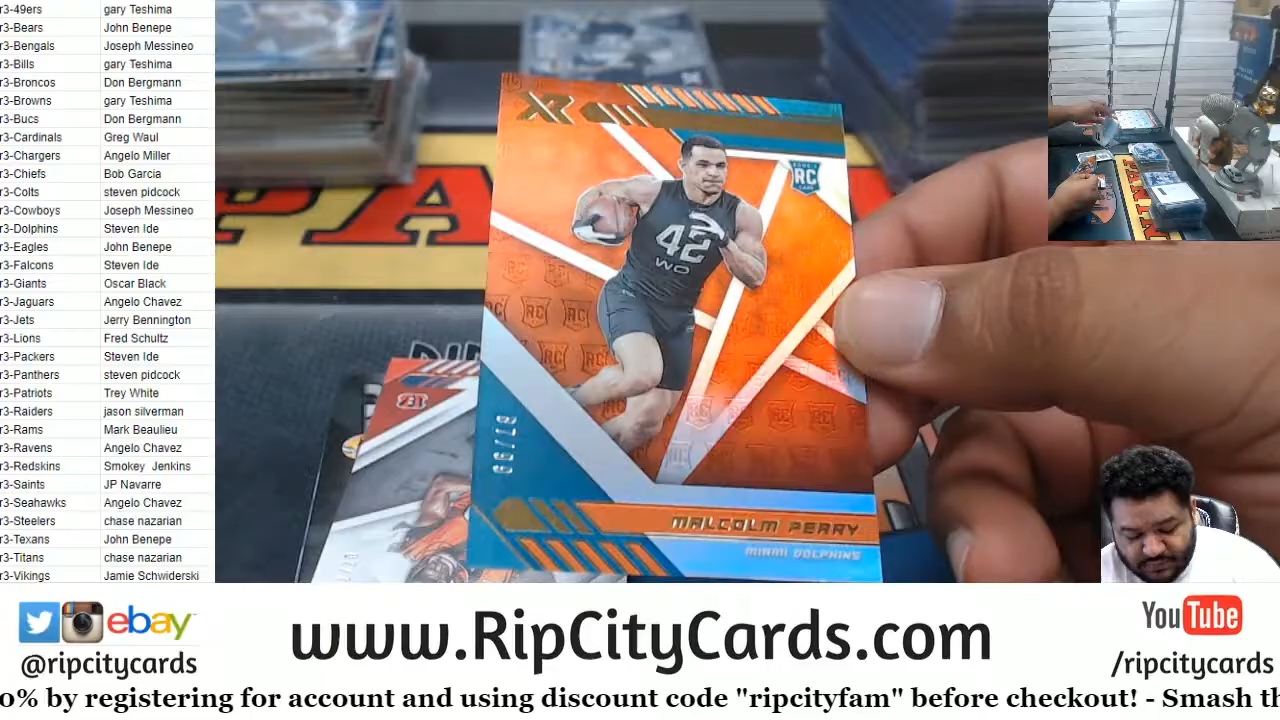 r3-49ers gary Teshima
r3-Bears John Benepe
r3-Bengals Joseph Messineo
r3-Bills gary Teshima
r3-Broncos Don Bergmann
r3-Browns gary Teshima
r3-Bucs Don Bergmann
r3-Cardinals Greg Waul
r3-Chargers Angelo Miller
r3-Chiefs Bob Garcia
r3-Colts steven pidcock
r3-Cowboys Joseph Messineo
r3-Dolphins Steven Ide
r3-Eagles John Benepe
r3-Falcons Steven Ide
r3-Giants Oscar Black
r3-Jaguars Angelo Chavez
r3-Jets Jerry Bennington
r3-Lions Fred Schultz
r3-Packers Steven Ide
r3-Panthers steven pidcock
r3-Patriots Trey White
r3-Raiders jason silverman
r3-Rams Mark Beaulieu
r3-Ravens Angelo Chavez
r3-Redskins Smokey Jenkins
r3-Saints JP Navarre
r3-Seahawks Angelo Chavez
r3-Steelers chase nazarian
r3-Texans John Benepe
r3-Titans chase nazarian
r3-Vikings Jamie Schwiderski
XR
RC
42
WO
MALCOLM PERRY
MIAMI DOLPHINS
ebay
@ripcitycards
www.RipCityCards.com
YouTube
/ripcitycards
0% by registering for account and using discount code "ripcityfam" before checkout! - Smash th